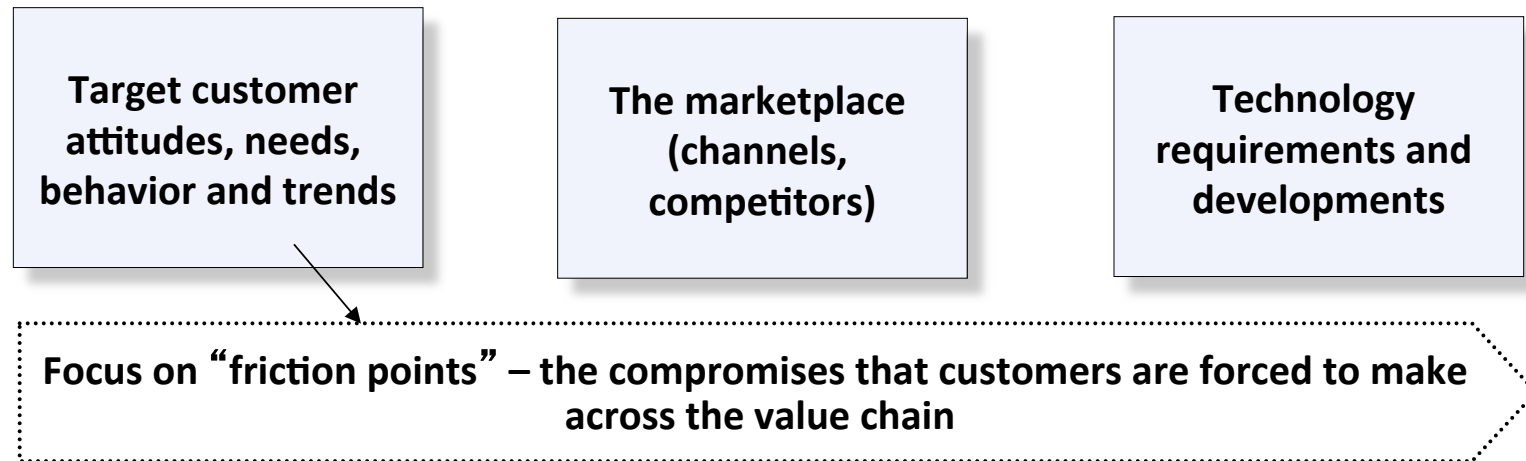 Target customer
attitudes, needs,
behavior and trends
The marketplace
(channels,
competitors)
Technology
requirements and
developments
Focus on “friction points” – the compromises that customers are forced to make
across the value chain